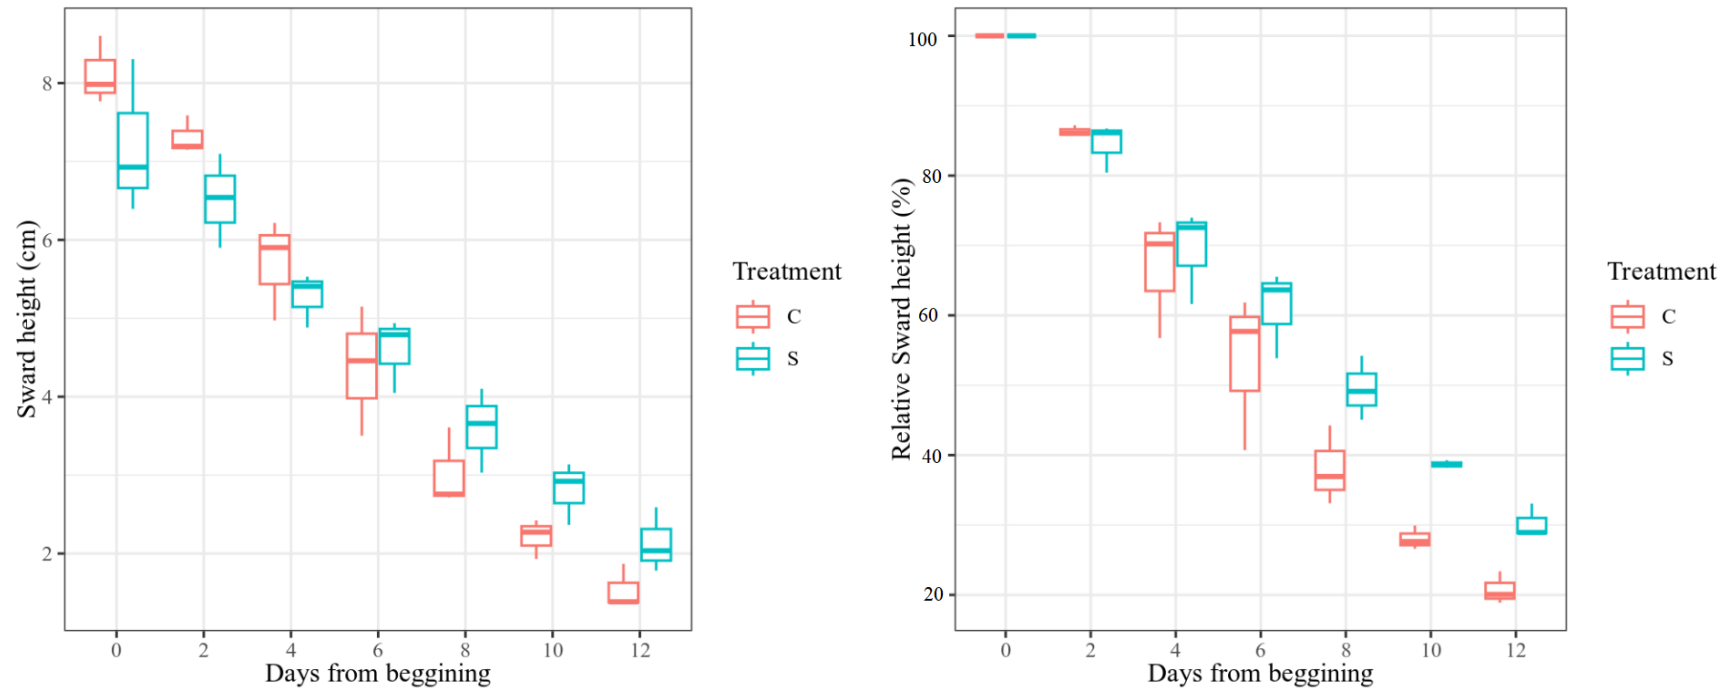 Sward height (cm)
8
6
4
2
0 2 4 6 8 10 12
Days from beggining
Treatment
C
S
Relative Sward height (%)
100
80
60
40
20
0 2 4 6 8 10 12
Days from beggining
Treatment
C
S